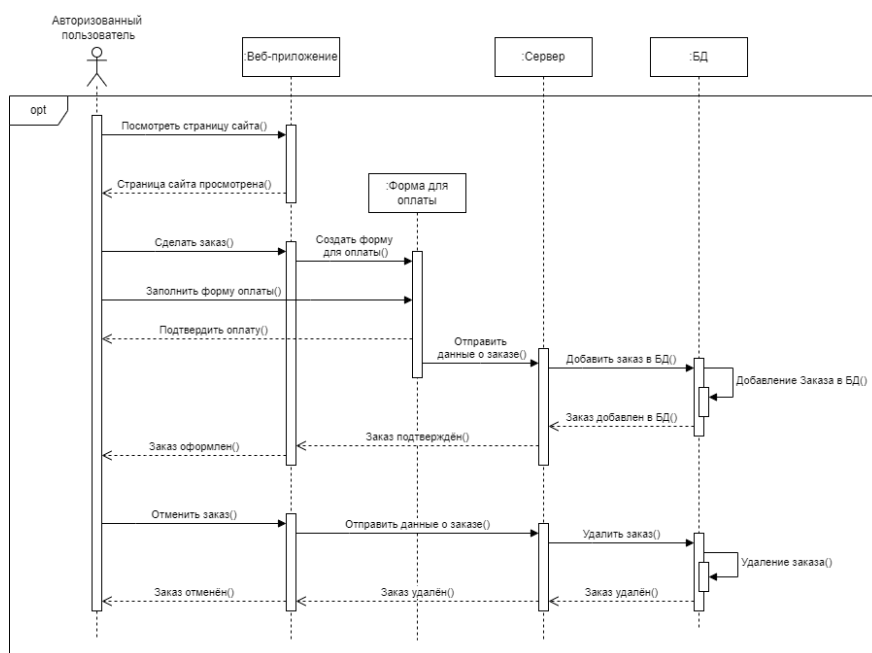 Авторизованный
пользователь
:Веб-приложение
:Сервер
:БД
opt
Посмотреть страницу сайта()
Страница сайта просмотрена()
:Форма для
оплаты
Сделать заказ()
Создать форму
для оплаты()
Заполнить форму оплаты()
Подтвердить оплату()
Отправить
данные о заказе()
Добавить заказ в БД()
Добавление Заказа в БД()
Заказ добавлен в БД()
Заказ подтверждён()
Заказ оформлен()
Отменить заказ()
Отправить данные о заказе()
Удалить заказ()
Удаление заказа()
Заказ отменён()
Заказ удалён()
Заказ удалён()